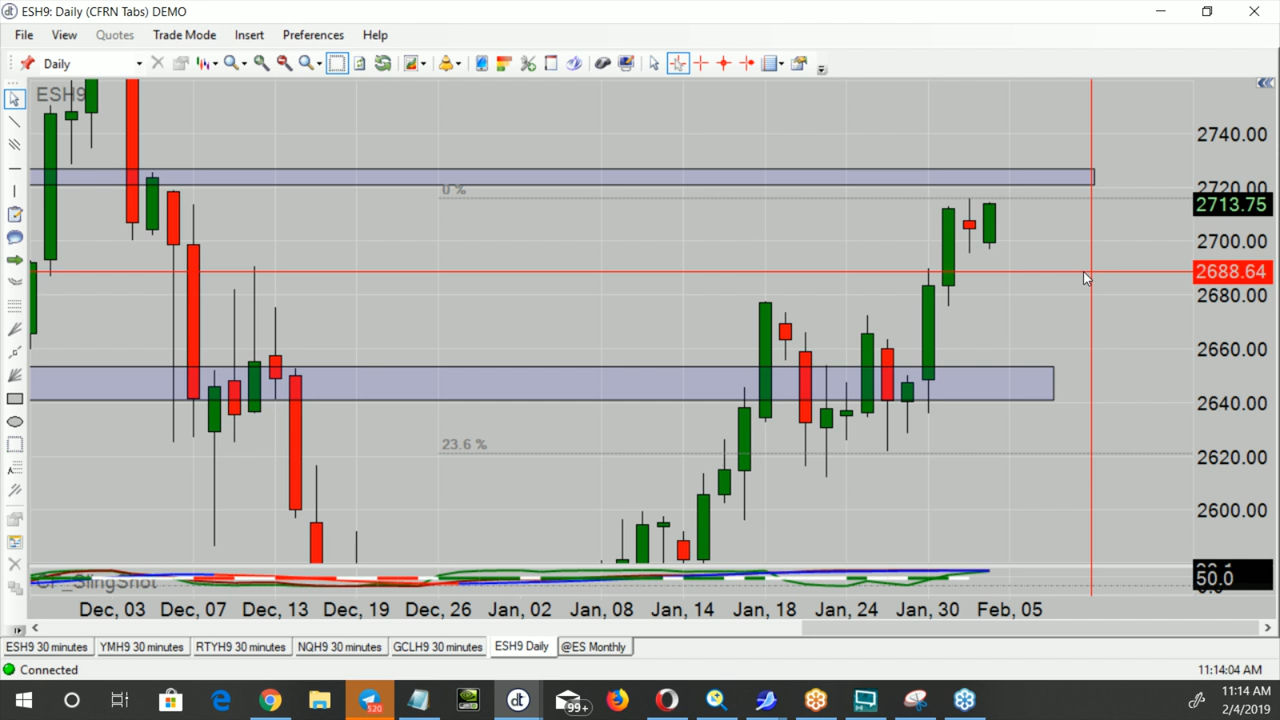 ESH9: Daily (CFRN Tabs) DEMO
File View Quotes Trade Mode Insert Preferences Help
Daily
ESH9
2740.00
0 %
2720.00
2713.75
2700.00
2688.64
2680.00
2660.00
2640.00
23.6 %
2620.00
2600.00
CF_SlingShot
50.0
Dec, 03 Dec, 07 Dec, 13 Dec, 19 Dec, 26 Jan, 02 Jan, 08 Jan, 14 Jan, 18 Jan, 24 Jan, 30 Feb, 05
ESH9 30 minutes YMH9 30 minutes RTYH9 30 minutes NQH9 30 minutes GCLH9 30 minutes ESH9 Daily @ES Monthly
Connected 11:14:04 AM
520 dt 99+ 11:14 AM
2/4/2019